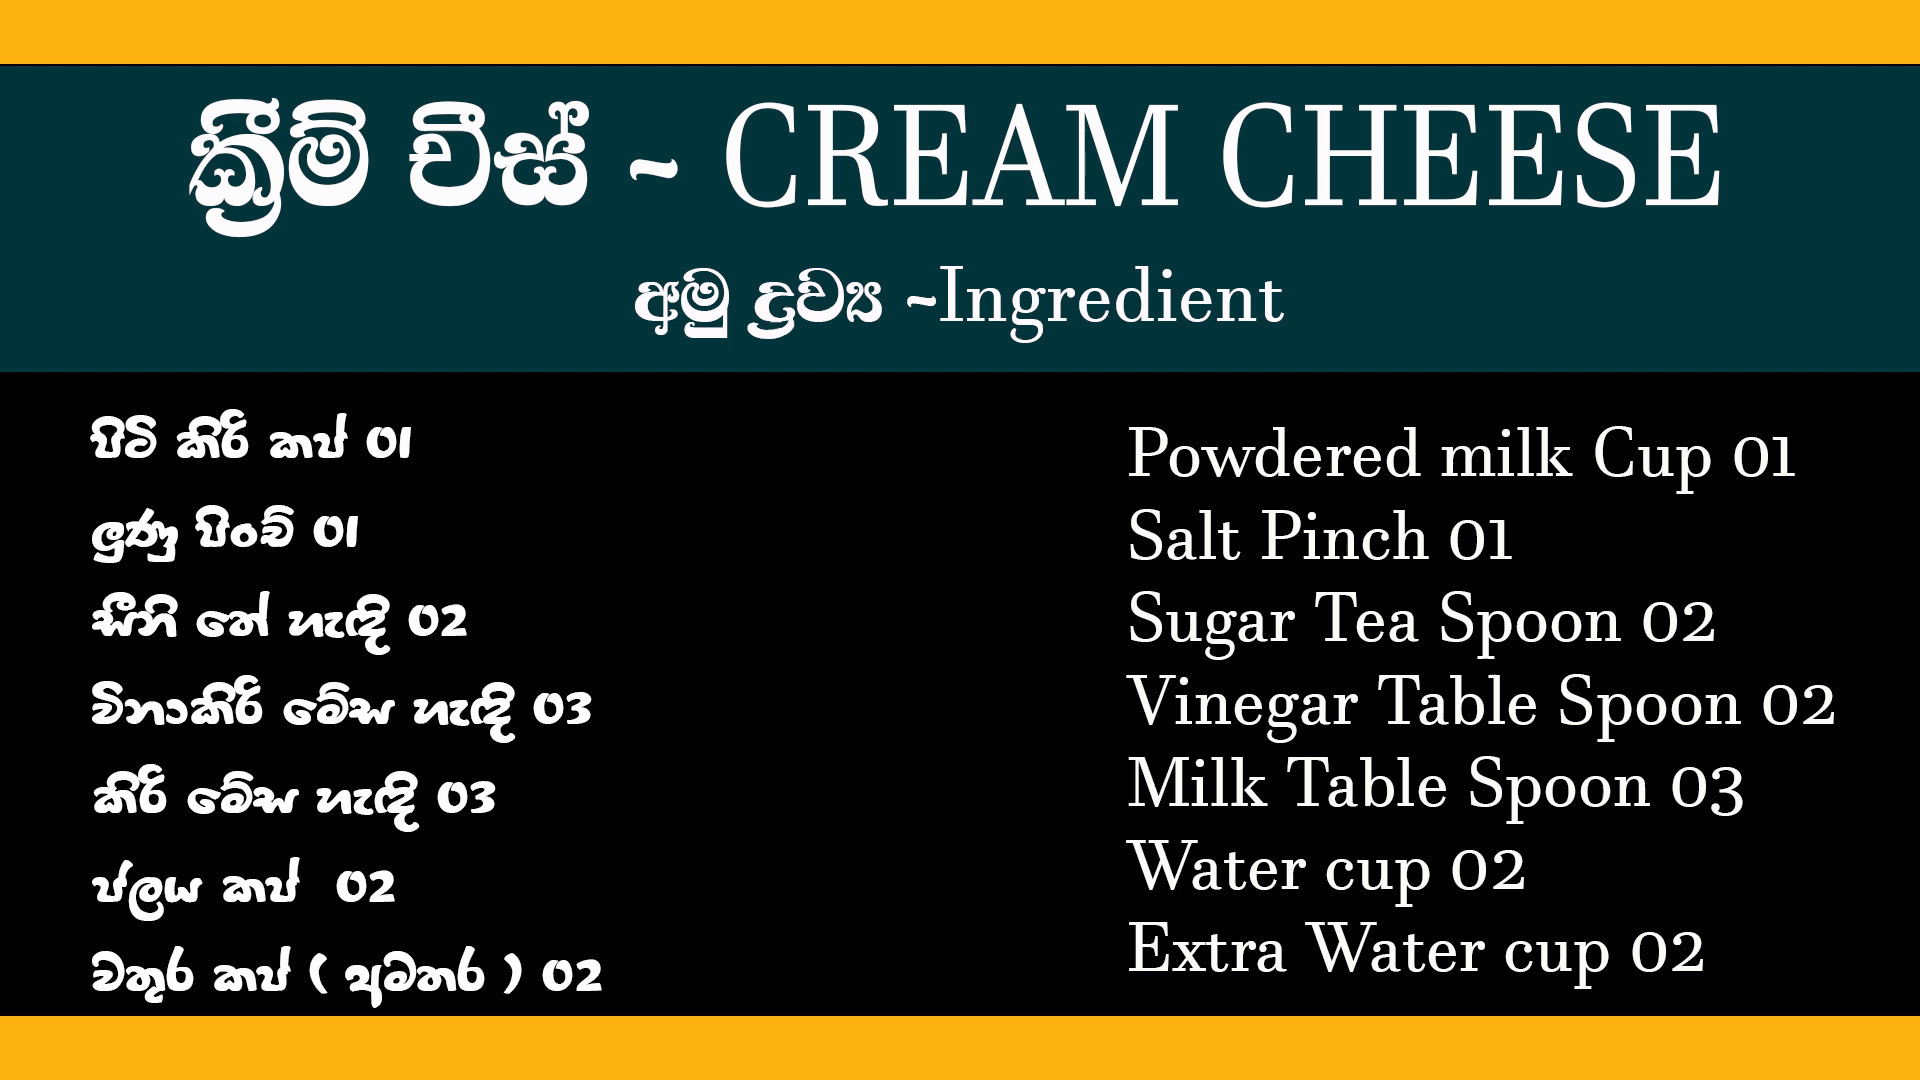 ක්‍රීම් චීස් ~ CREAM CHEESE
අමු ද්‍රව්‍ය ~Ingredient
පිටි කිරි කප් 01
ලුණු පිංච් 01
සීනි තේ හැඳි 02
විනාකිරි මේස හැඳි 03
කිරි මේස හැඳි 03
ප්ලය කප් 02
වතුර කප් ( අමතර ) 02
Powdered milk Cup 01
Salt Pinch 01
Sugar Tea Spoon 02
Vinegar Table Spoon 02
Milk Table Spoon 03
Water cup 02
Extra Water cup 02